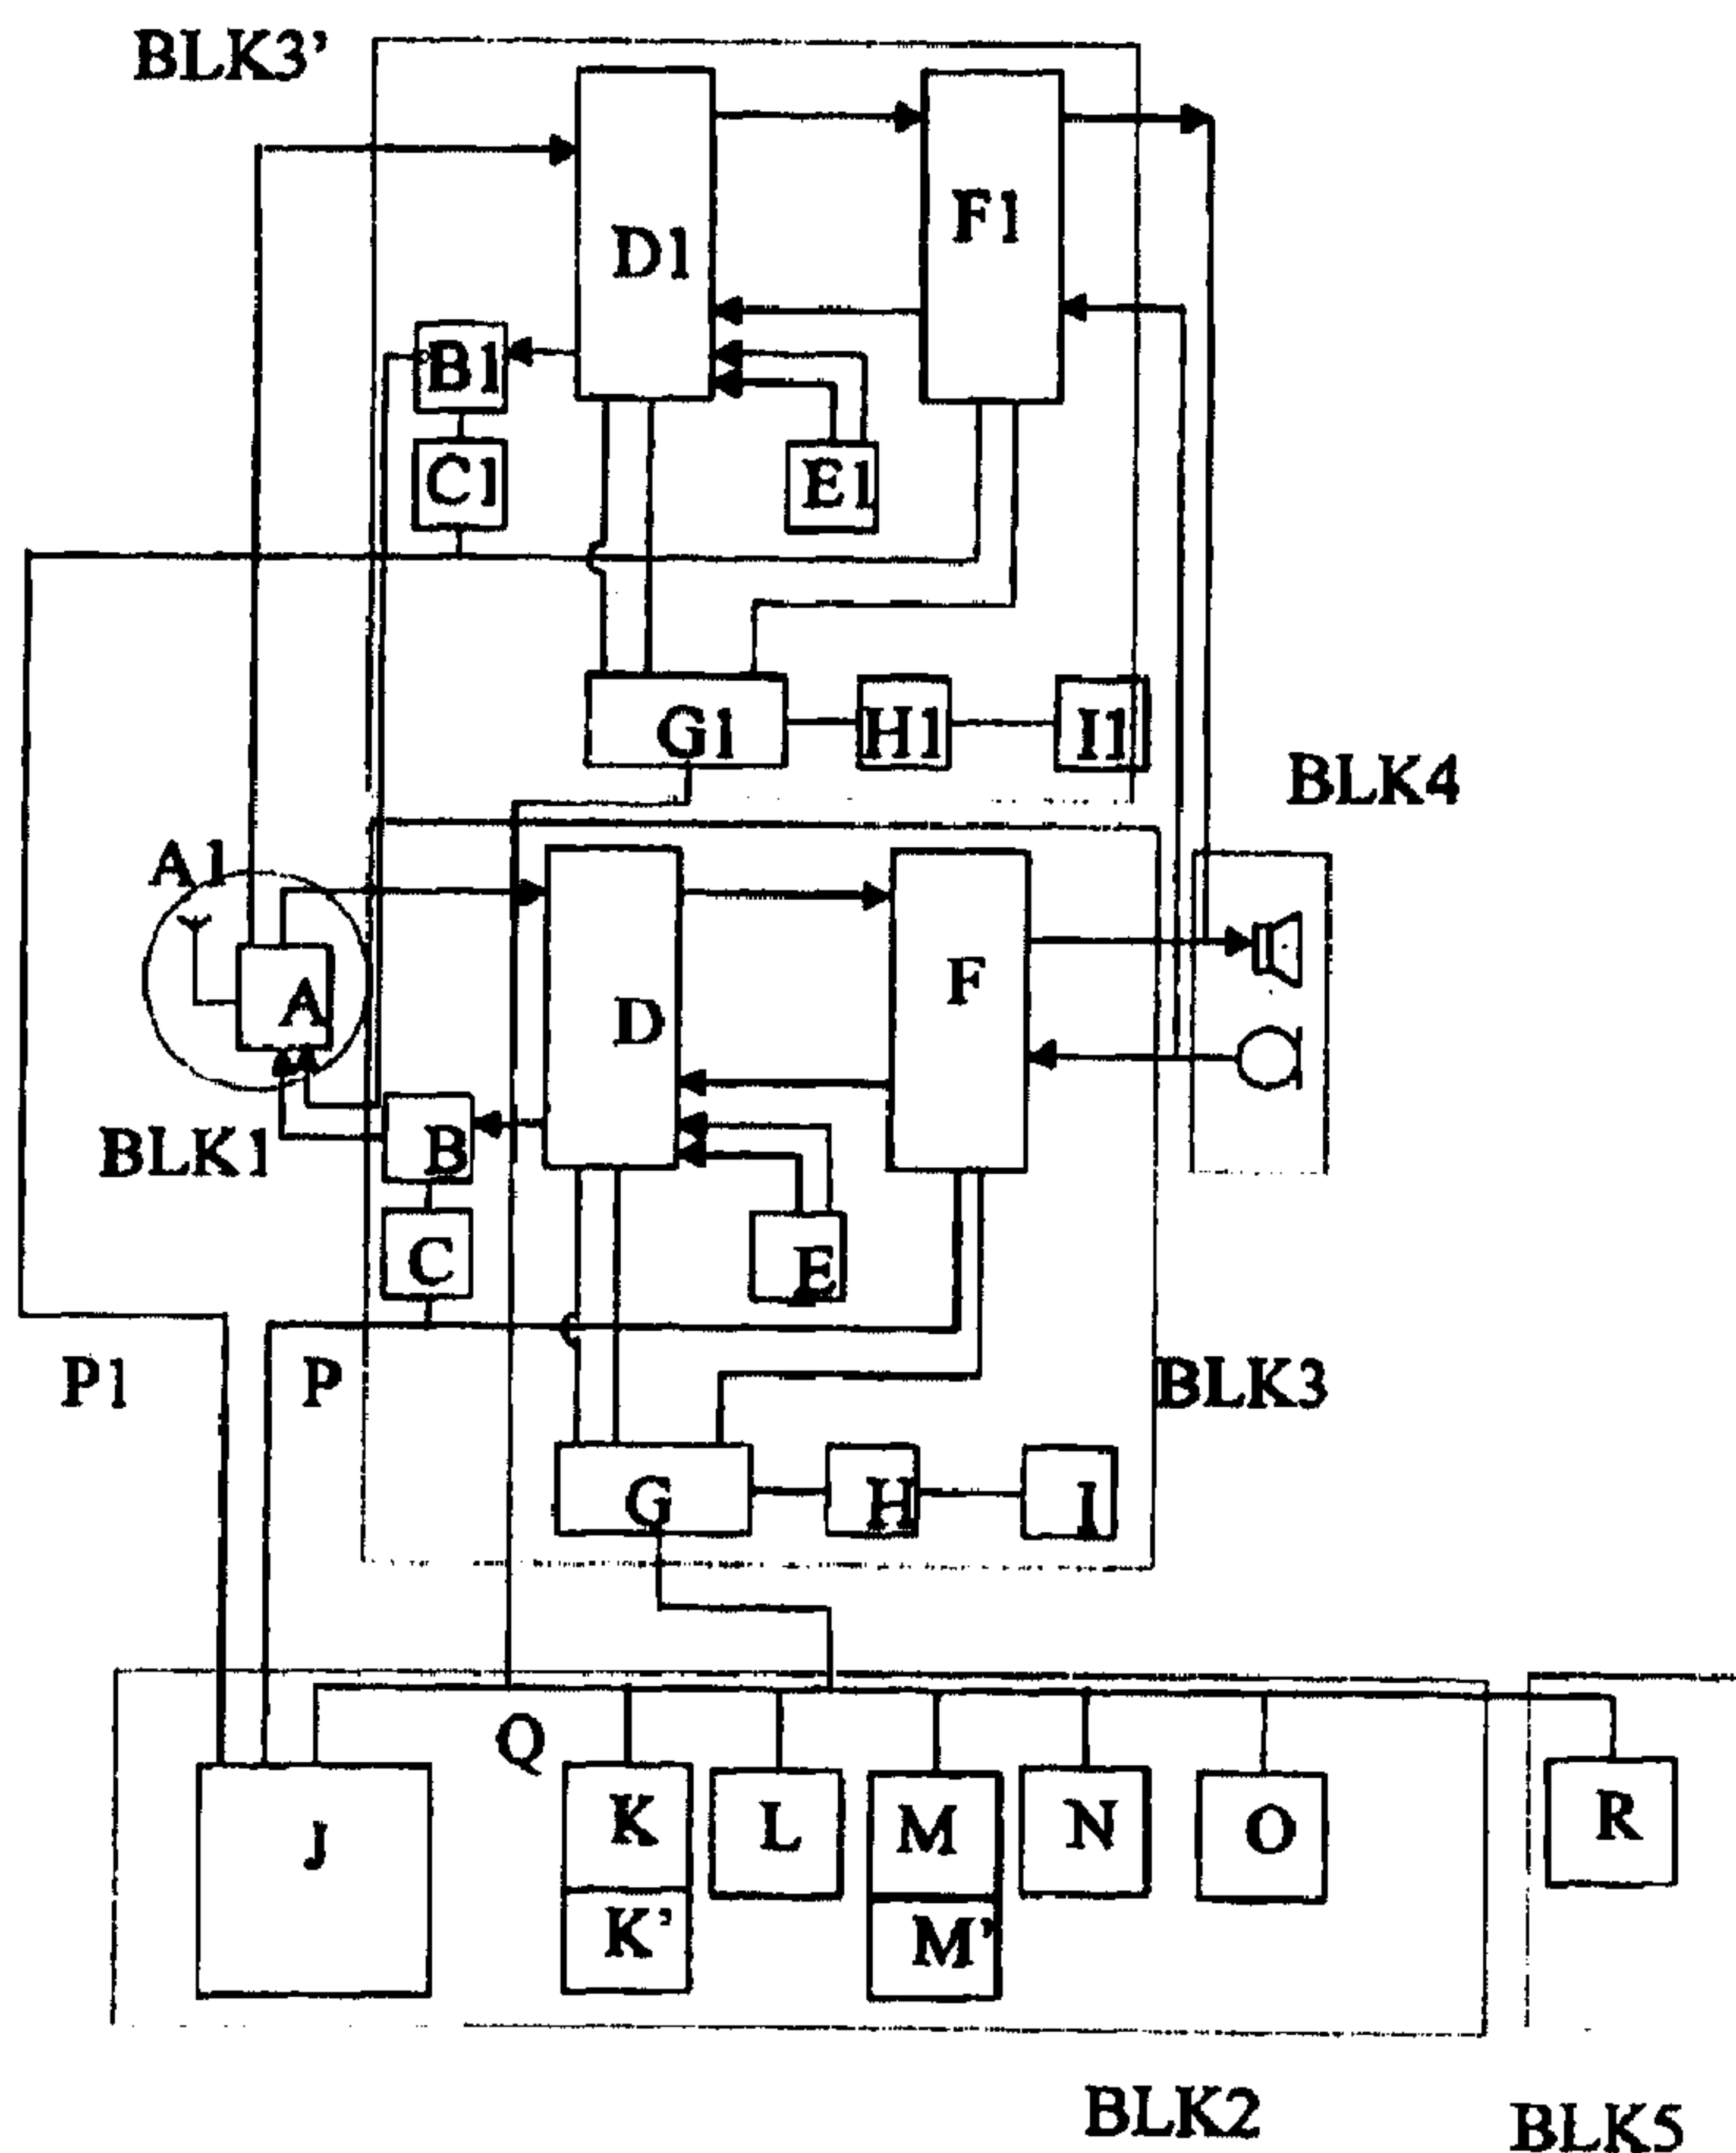 BLK3’
D1
F1
B1
C1
E1
G1
H1
I1
BLK4
A1
A
D
F
BLK1
B
C
E
P1
P
BLK3
G
H
I
Q
J
K
L
M
N
O
R
K’
M’
BLK2
BLK5